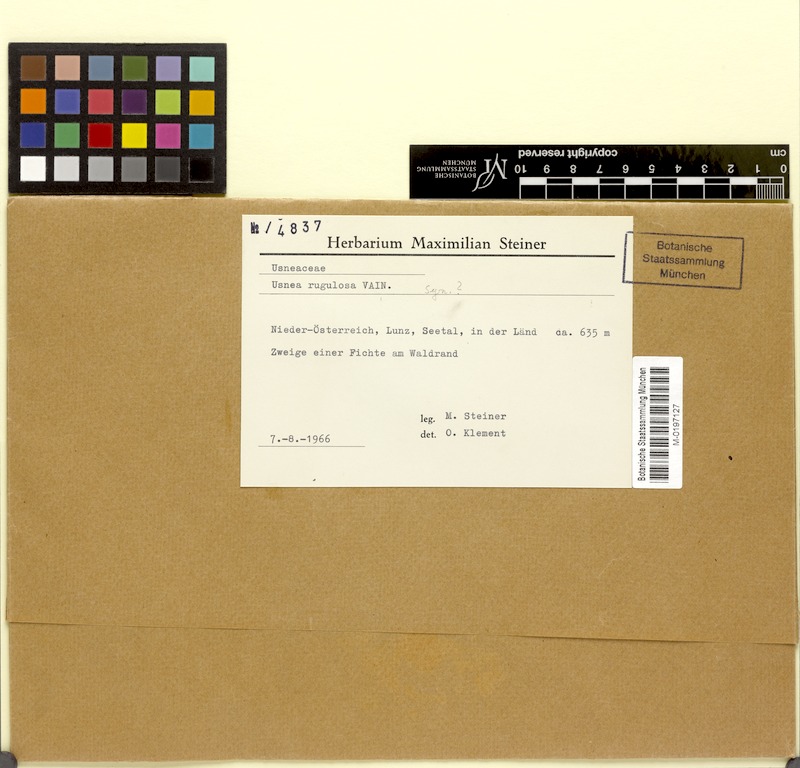 cm
0 1 2 3 4 5 6 7 8 9 10
copyright reserved
BOTANISCHE
STAATSSAMMLUNG
MÜNCHEN
№ / 4837
Herbarium Maximilian Steiner
Usneaceae
Usnea rugulosa VAIN. syn.?
Nieder-Österreich, Lunz, Seetal, in der Länd ca. 635 m
Zweige einer Fichte am Waldrand
leg. M. Steiner
det. O. Klement
7.-8.-1966
Botanische
Staatssammlung
München
Botanische Staatssammlung München
M-0197127